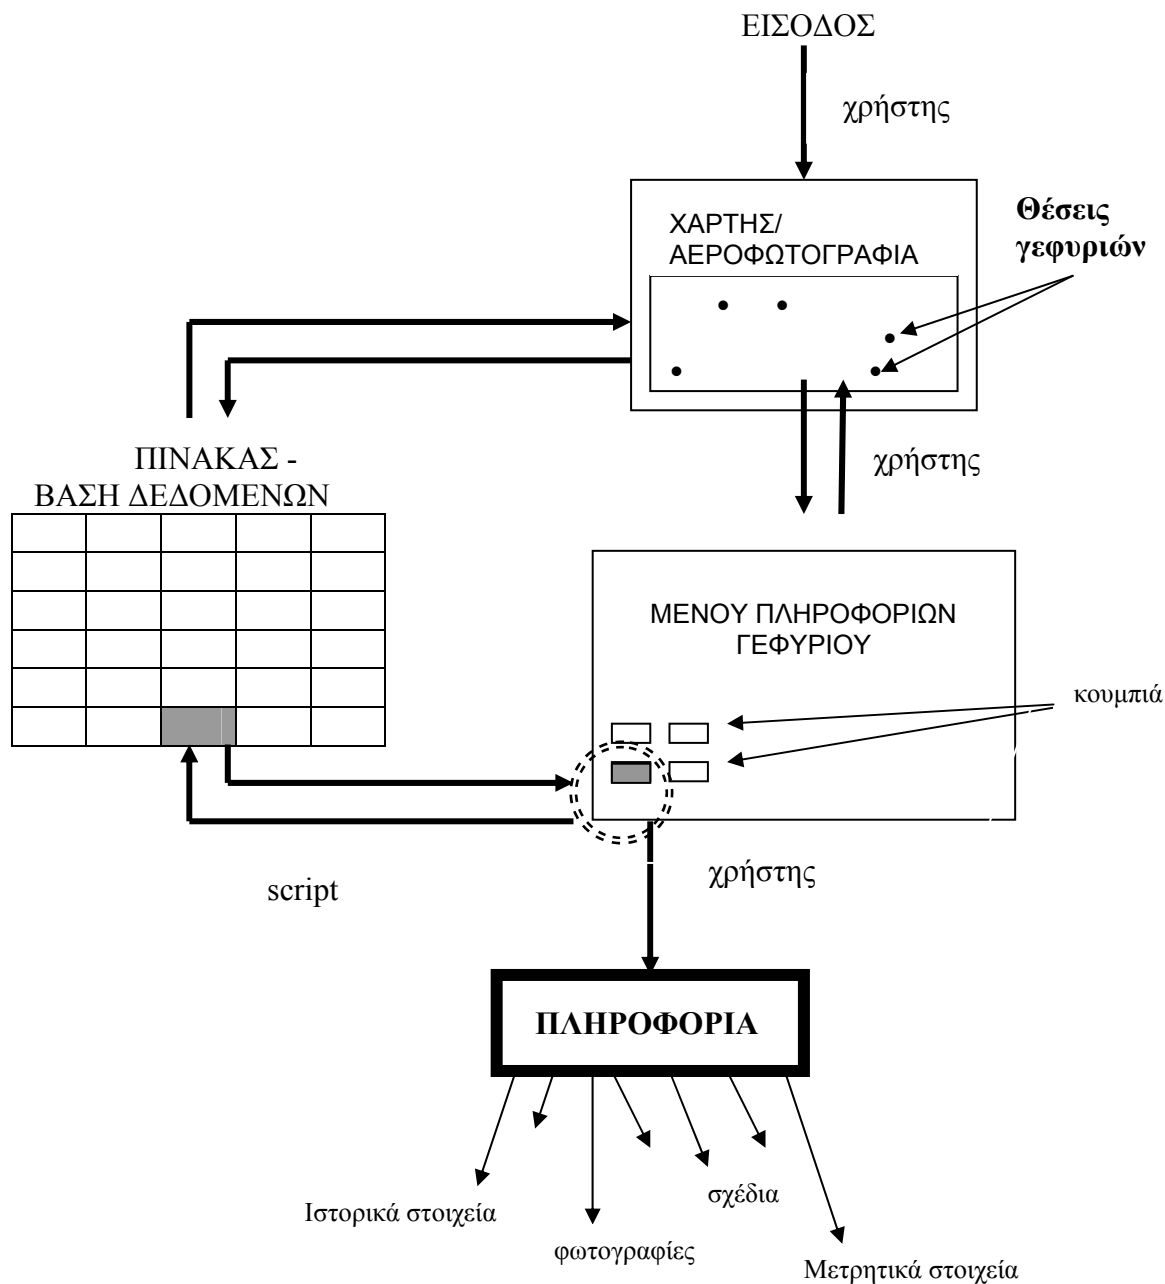 ΕΙΣΟΔΟΣ
χρήστης
ΧΑΡΤΗΣ/
ΑΕΡΟΦΩΤΟΓΡΑΦΙΑ
Θέσεις
γεφυριών
ΠΙΝΑΚΑΣ -
ΒΑΣΗ ΔΕΔΟΜΕΝΩΝ
χρήστης
ΜΕΝΟΥ ΠΛΗΡΟΦΟΡΙΩΝ
ΓΕΦΥΡΙΟΥ
κουμπιά
script
χρήστης
ΠΛΗΡΟΦΟΡΙΑ
Ιστορικά στοιχεία
φωτογραφίες
σχέδια
Μετρητικά στοιχεία